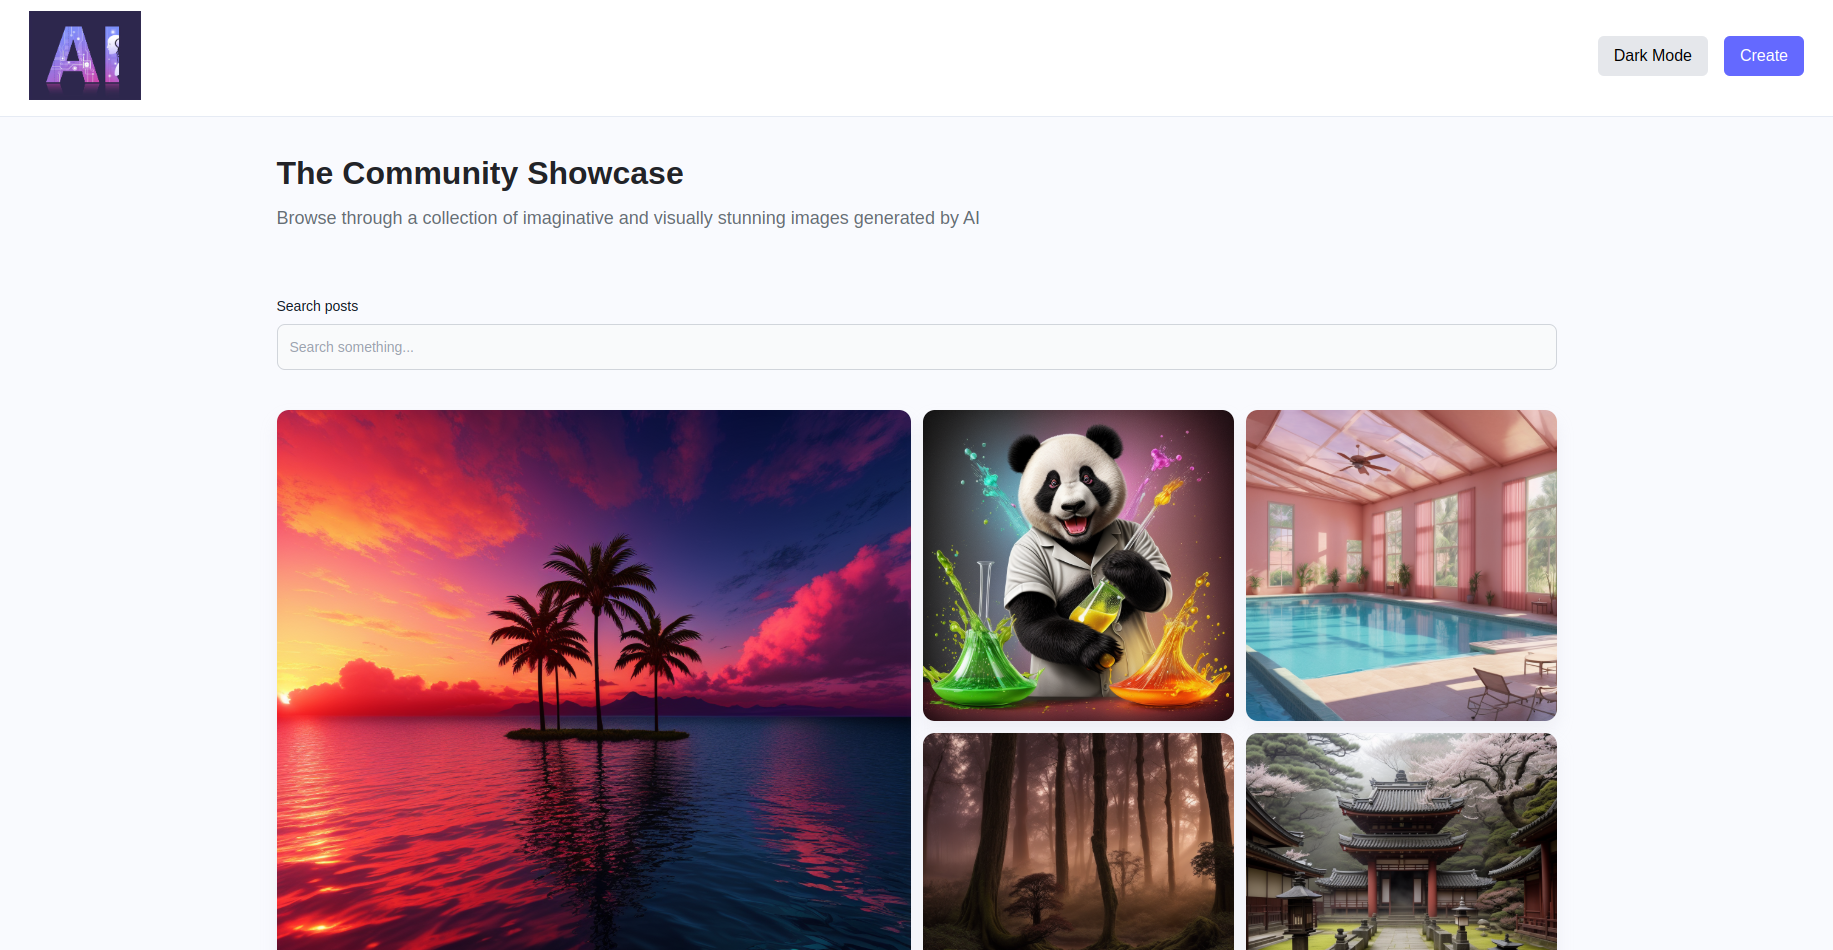 AI
Dark Mode
Create
The Community Showcase
Browse through a collection of imaginative and visually stunning images generated by AI
Search posts
Search something...